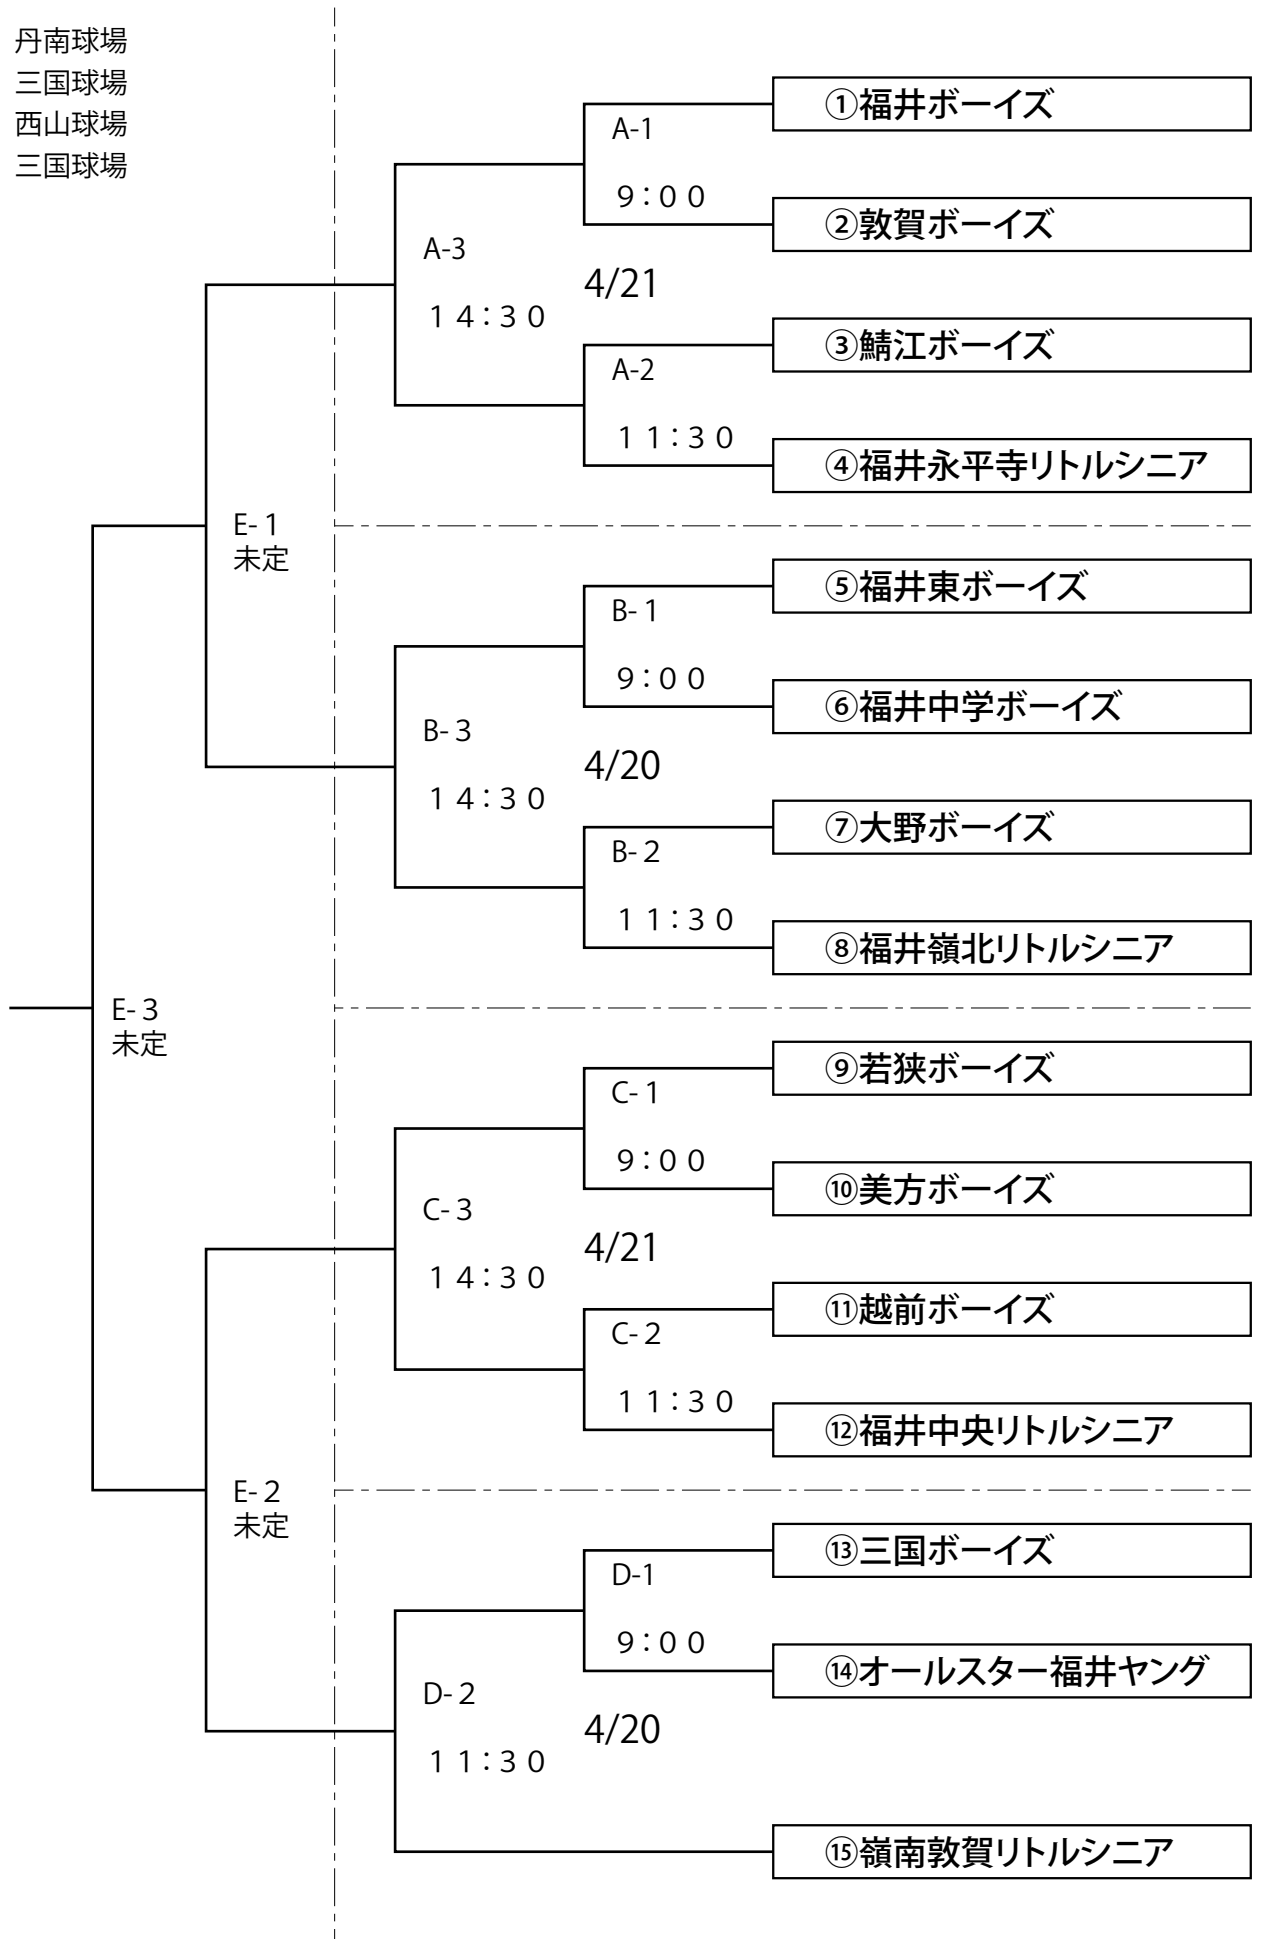 丹南球場
三国球場
西山球場
三国球場
①福井ボーイズ
A-1
９：００
②敦賀ボーイズ
A-3
１４：３０
4/21
③鯖江ボーイズ
A-2
１１：３０
④福井永平寺リトルシニア
E-１
未定
⑤福井東ボーイズ
B-１
９：００
⑥福井中学ボーイズ
B-３
１４：３０
4/20
⑦大野ボーイズ
B-２
１１：３０
⑧福井嶺北リトルシニア
E-３
未定
⑨若狭ボーイズ
C-１
９：００
⑩美方ボーイズ
C-３
１４：３０
4/21
⑪越前ボーイズ
C-２
１１：３０
⑫福井中央リトルシニア
E-２
未定
⑬三国ボーイズ
D-1
９：００
⑭オールスター福井ヤング
D-２
１１：３０
4/20
⑮嶺南敦賀リトルシニア